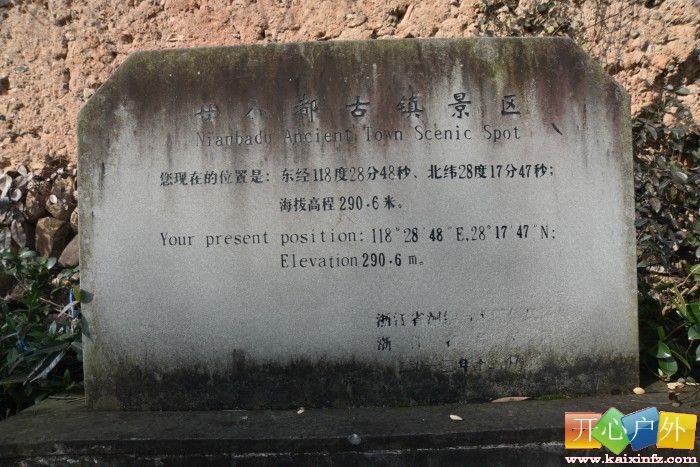 廿八都古镇景区
Nianbadu Ancient Town Scenic Spot
您现在的位置是：东经118度28分48秒、北纬28度17分47秒；
海拔高程290.6米。
Your present position: 118°28′48″E,28°17′47″N;
Elevation 290.6 m。
浙江省测
浙
年
开心户外
www.kaixinfz.com